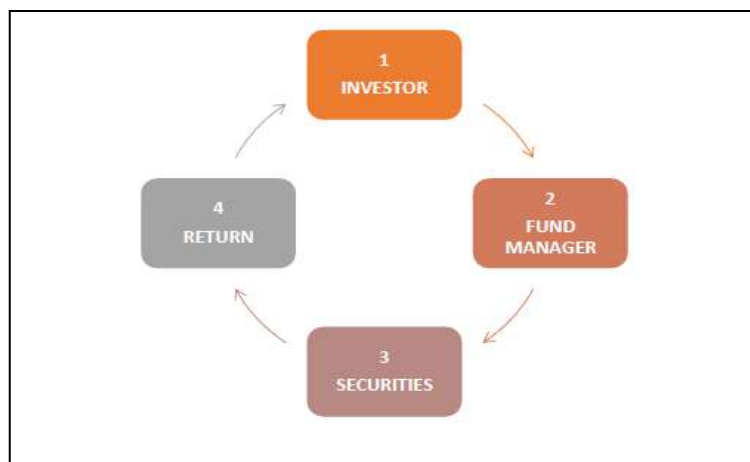 1
INVESTOR
2
FUND
MANAGER
3
SECURITIES
4
RETURN